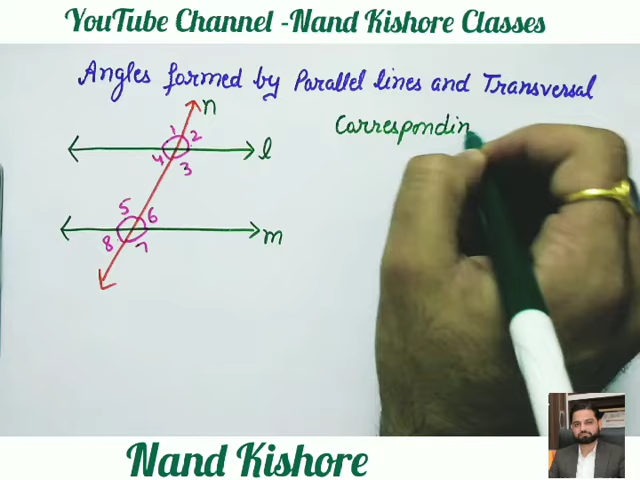 YouTube Channel -Nand Kishore Classes
Angles formed by Parallel lines and Transversal
n
Correspondin
1 2
l
4 3
5 6
m
8 7
Nand Kishore